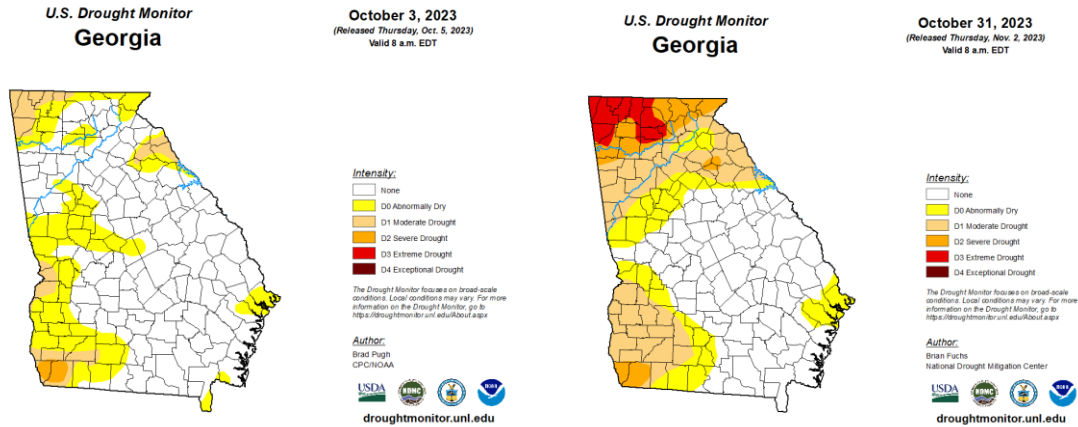 U.S. Drought Monitor
Georgia
October 3, 2023
(Released Thursday, Oct. 5, 2023)
Valid 8 a.m. EDT
Intensity:
None
D0 Abnormally Dry
D1 Moderate Drought
D2 Severe Drought
D3 Extreme Drought
D4 Exceptional Drought
The Drought Monitor focuses on broad-scale
conditions. Local conditions may vary. For more
information on the Drought Monitor, go to
https://droughtmonitor.unl.edu/About.aspx
Author:
Brad Pugh
CPC/NOAA
USDA
NDMC
NOAA
droughtmonitor.unl.edu
U.S. Drought Monitor
Georgia
October 31, 2023
(Released Thursday, Nov. 2, 2023)
Valid 8 a.m. EDT
Intensity:
None
D0 Abnormally Dry
D1 Moderate Drought
D2 Severe Drought
D3 Extreme Drought
D4 Exceptional Drought
The Drought Monitor focuses on broad-scale
conditions. Local conditions may vary. For more
information on the Drought Monitor, go to
https://droughtmonitor.unl.edu/About.aspx
Author:
Brian Fuchs
National Drought Mitigation Center
USDA
NDMC
NOAA
droughtmonitor.unl.edu